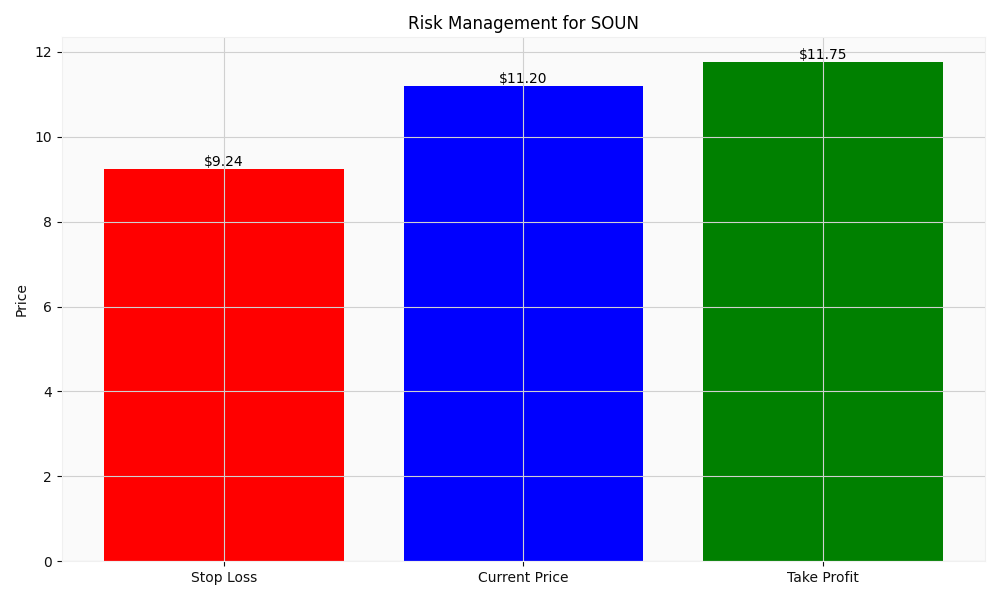 Risk Management for SOUN
12
10
8
6
4
2
0
Price
$9.24
$11.20
$11.75
Stop Loss
Current Price
Take Profit